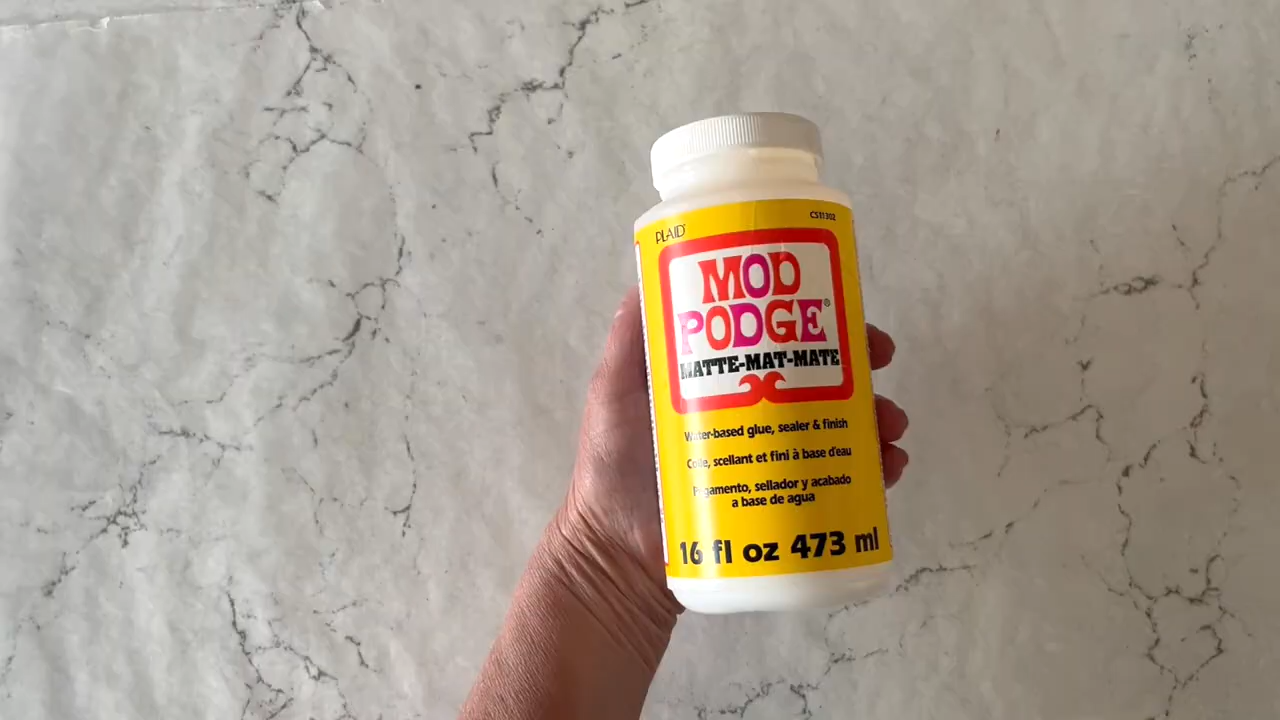 PLAID
CS11302
MOD
PODGE®
MATTE-MAT-MATE
Water-based glue, sealer & finish
Colle, scellant et fini à base d'eau
Pegamento, sellador y acabado
a base de agua
16 fl oz 473 ml